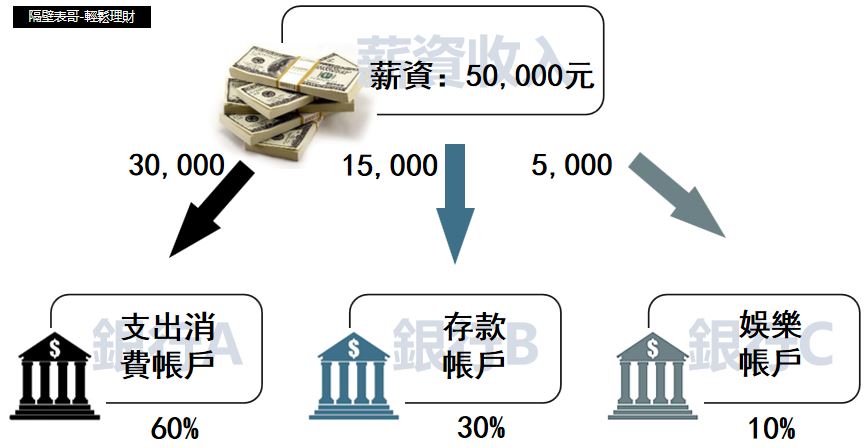 隔壁表哥-輕鬆理財
薪資收入
薪資：50,000元
30,000
15,000
5,000
銀行A
支出消
費帳戶
銀行B
存款
帳戶
銀行C
娛樂
帳戶
60%
30%
10%